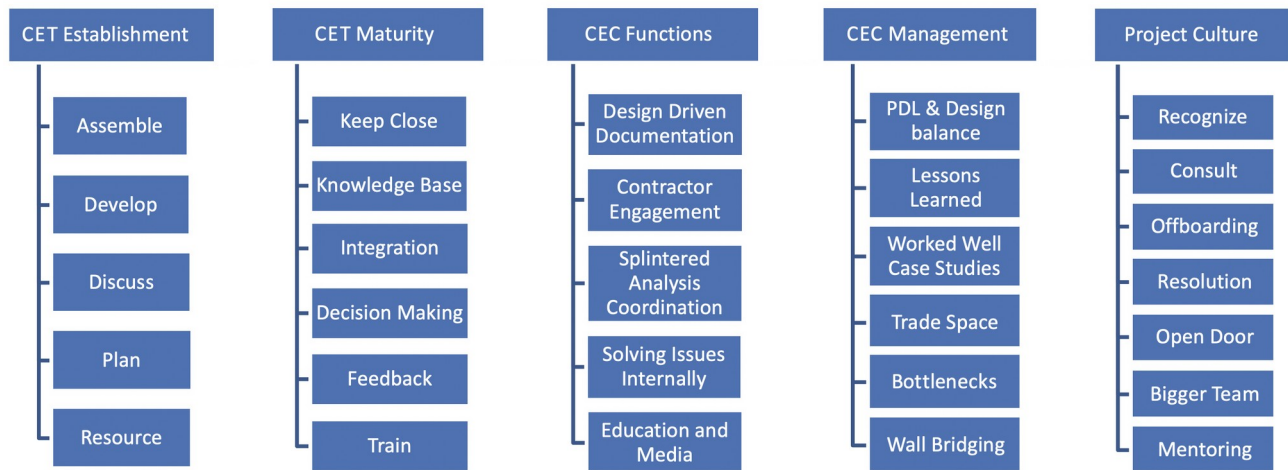 CET Establishment
Assemble
Develop
Discuss
Plan
Resource
CET Maturity
Keep Close
Knowledge Base
Integration
Decision Making
Feedback
Train
CEC Functions
Design Driven
Documentation
Contractor
Engagement
Splintered
Analysis
Coordination
Solving Issues
Internally
Education and
Media
CEC Management
PDL & Design
balance
Lessons
Learned
Worked Well
Case Studies
Trade Space
Bottlenecks
Wall Bridging
Project Culture
Recognize
Consult
Offboarding
Resolution
Open Door
Bigger Team
Mentoring